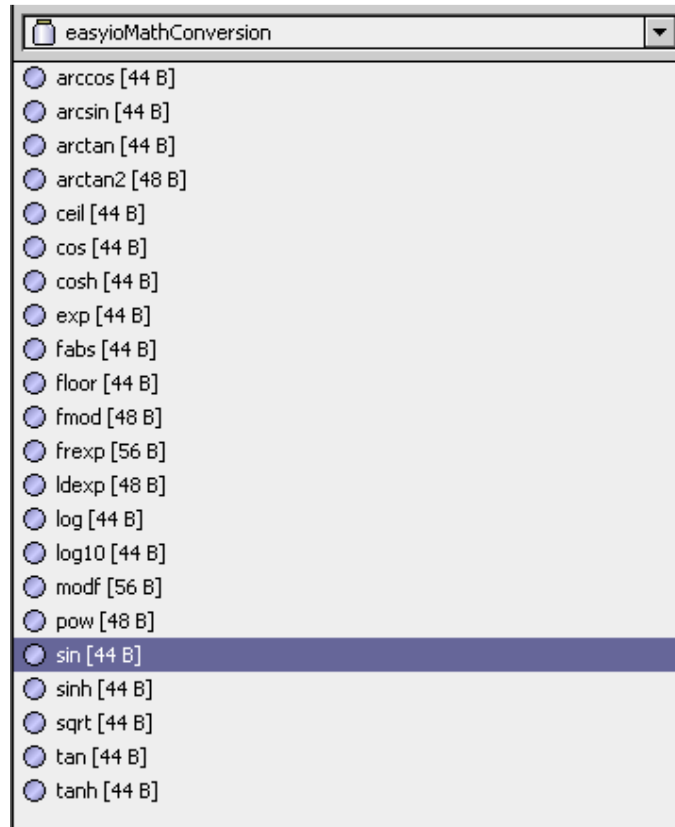 easyioMathConversion
arccos [44 B]
arcsin [44 B]
arctan [44 B]
arctan2 [48 B]
ceil [44 B]
cos [44 B]
cosh [44 B]
exp [44 B]
fabs [44 B]
floor [44 B]
fmod [48 B]
frexp [56 B]
ldexp [48 B]
log [44 B]
log10 [44 B]
modf [56 B]
pow [48 B]
sin [44 B]
sinh [44 B]
sqrt [44 B]
tan [44 B]
tanh [44 B]